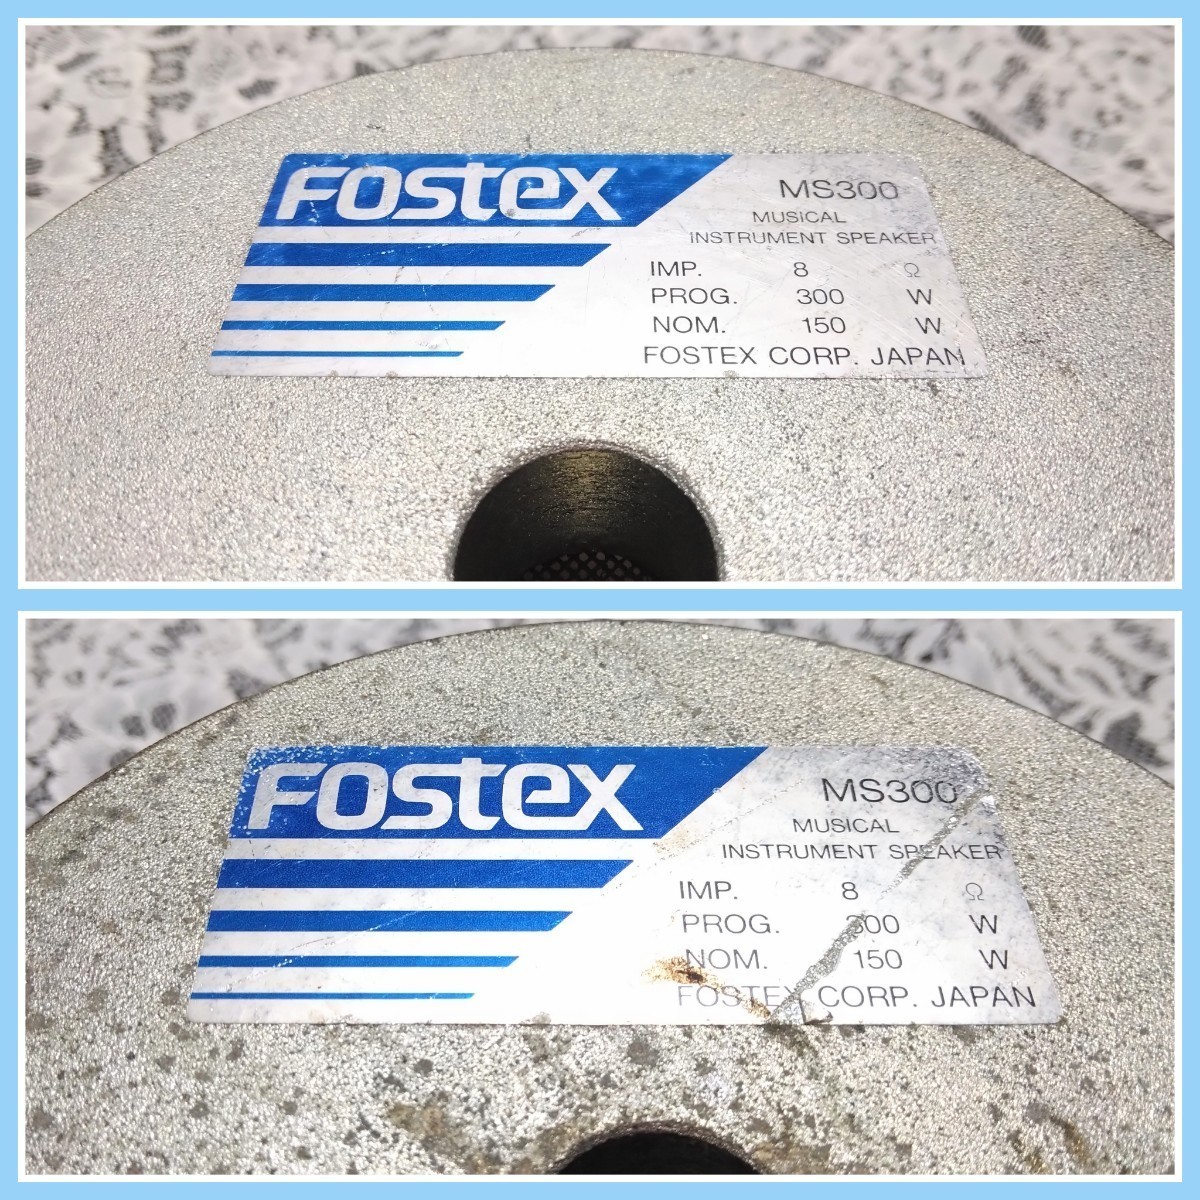 FOSTEX
MS300
MUSICAL
INSTRUMENT SPEAKER
IMP. 8 Ω
PROG. 300 W
NOM. 150 W
FOSTEX CORP. JAPAN
FOSTEX
MS300
MUSICAL
INSTRUMENT SPEAKER
IMP. 8 Ω
PROG. 300 W
NOM. 150 W
FOSTEX CORP. JAPAN